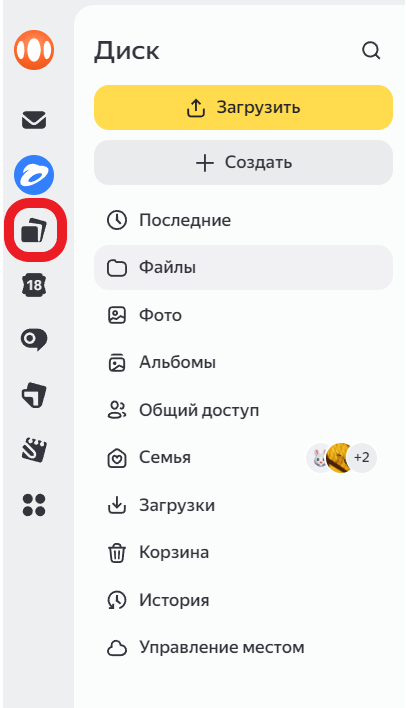 Диск
Загрузить
Создать
Последние
Файлы
18
Фото
Альбомы
Общий доступ
Семья +2
Загрузки
Корзина
История
Управление местом